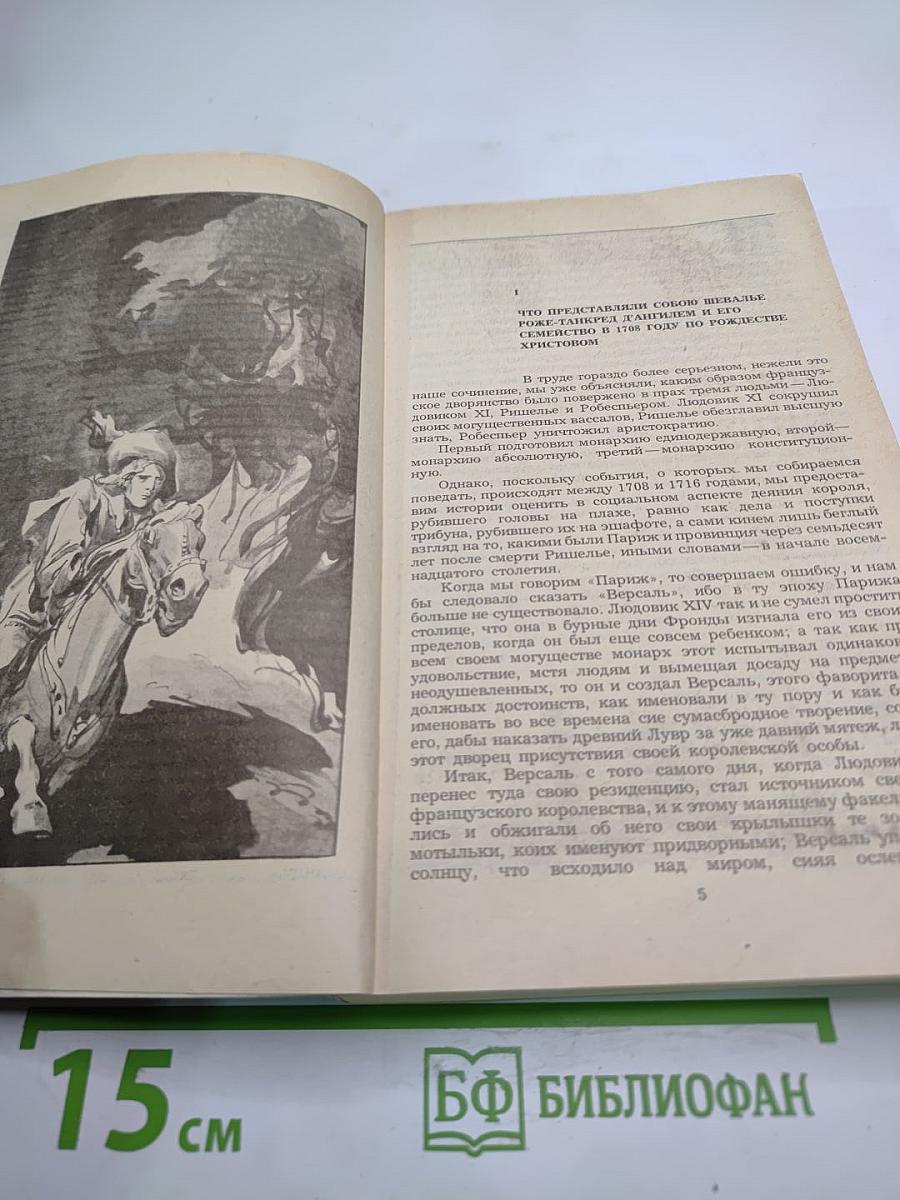 I
ЧТО ПРЕДСТАВЛЯЛИ СОБОЮ ШЕВАЛЬЕ
РОЖЕ-ТАНКРЕД Д'АНГИЛЕМ И ЕГО
СЕМЕЙСТВО В 1708 ГОДУ ПО РОЖДЕСТВЕ
ХРИСТОВОМ
В труде гораздо более серьезном, нежели это
наше сочинение, мы уже объясняли, каким образом француз-
ское дворянство было повержено в прах тремя людьми — Лю-
довиком XI, Ришелье и Робеспьером. Людовик XI сокрушил
своих могущественных вассалов, Ришелье обезглавил высшую
знать, Робеспьер уничтожил аристократию.
Первый подготовил монархию единодержавную, второй —
монархию абсолютную, третий — монархию конституцион-
ную.
Однако, поскольку события, о которых мы собираемся
поведать, происходят между 1708 и 1716 годами, мы предоста-
вим истории оценить в социальном аспекте деяния короля,
рубившего головы на плахе, равно как дела и поступки
трибуна, рубившего их на эшафоте, а сами кинем лишь беглый
взгляд на то, какими были Париж и провинция через семьдесят
лет после смерти Ришелье, иными словами — в начале восем-
надцатого столетия.
Когда мы говорим «Париж», то совершаем ошибку, и нам
бы следовало сказать «Версаль», ибо в ту эпоху Парижа
больше не существовало. Людовик XIV так и не сумел простить
столице, что она в бурные дни Фронды изгнала его из свои
пределов, когда он был еще совсем ребенком; а так как пр
всем своем могуществе монарх этот испытывал одинаков
удовольствие, мстя людям и вымещая досаду на предмет
неодушевленных, то он и создал Версаль, этого фаворита
должных достоинств, как именовали в ту пору и как б
именовать во все времена сие сумасбродное творение, со
его, дабы наказать древний Лувр за уже давний мятеж, л
этот дворец присутствия своей королевской особы.
Итак, Версаль с того самого дня, когда Людови
перенес туда свою резиденцию, стал источником све
французского королевства, и к этому манящему факел
лись и обжигали об него свои крылышки те зо
мотыльки, коих именуют придворными; Версаль уп
солнцу, что всходило над миром, сияя ослеп
5
15 см
БФ БИБЛИОФАН